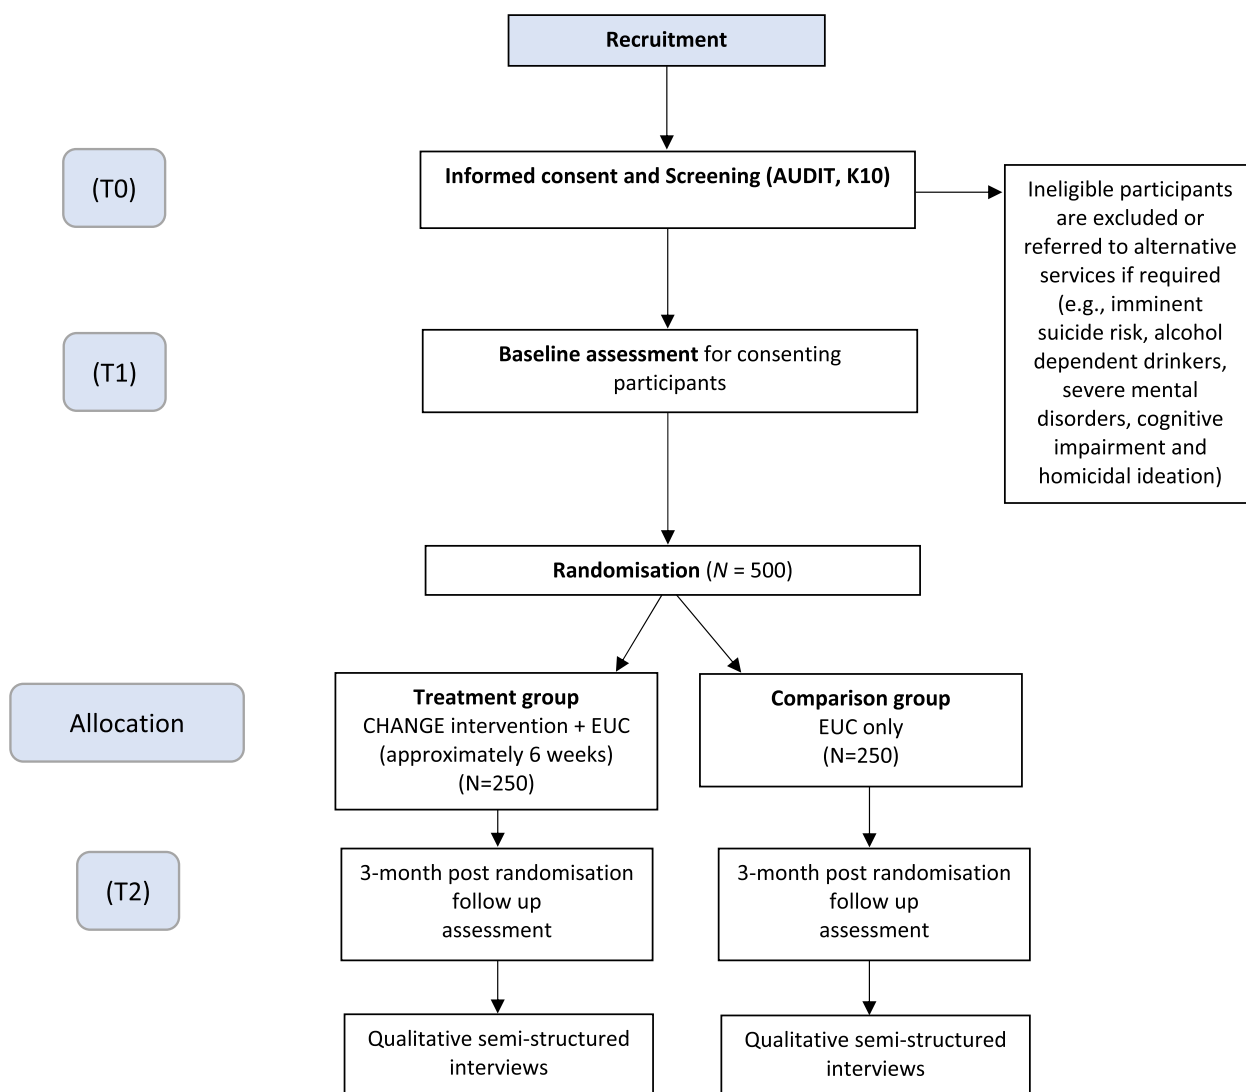 Recruitment
(T0)
Informed consent and Screening (AUDIT, K10)
Ineligible participants
are excluded or
referred to alternative
services if required
(e.g., imminent
suicide risk, alcohol
dependent drinkers,
severe mental
disorders, cognitive
impairment and
homicidal ideation)
(T1)
Baseline assessment for consenting
participants
Randomisation (N = 500)
Allocation
Treatment group
CHANGE intervention + EUC
(approximately 6 weeks)
(N=250)
Comparison group
EUC only
(N=250)
(T2)
3-month post randomisation
follow up
assessment
3-month post randomisation
follow up
assessment
Qualitative semi-structured
interviews
Qualitative semi-structured
interviews